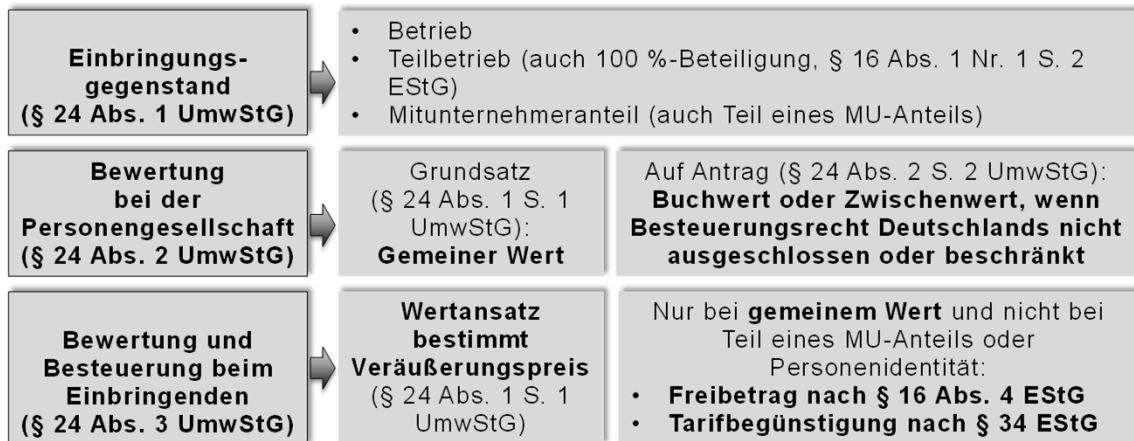 Einbringungs-
gegenstand
(§ 24 Abs. 1 UmwStG)
• Betrieb
• Teilbetrieb (auch 100 %-Beteiligung, § 16 Abs. 1 Nr. 1 S. 2
EStG)
• Mitunternehmeranteil (auch Teil eines MU-Anteils)
Bewertung
bei der
Personengesellschaft
(§ 24 Abs. 2 UmwStG)
Grundsatz
(§ 24 Abs. 1 S. 1
UmwStG):
Gemeiner Wert
Auf Antrag (§ 24 Abs. 2 S. 2 UmwStG):
Buchwert oder Zwischenwert, wenn
Besteuerungsrecht Deutschlands nicht
ausgeschlossen oder beschränkt
Bewertung und
Besteuerung beim
Einbringenden
(§ 24 Abs. 3 UmwStG)
Wertansatz
bestimmt
Veräußerungspreis
(§ 24 Abs. 1 S. 1
UmwStG)
Nur bei gemeinem Wert und nicht bei
Teil eines MU-Anteils oder
Personenidentität:
• Freibetrag nach § 16 Abs. 4 EStG
• Tarifbegünstigung nach § 34 EStG